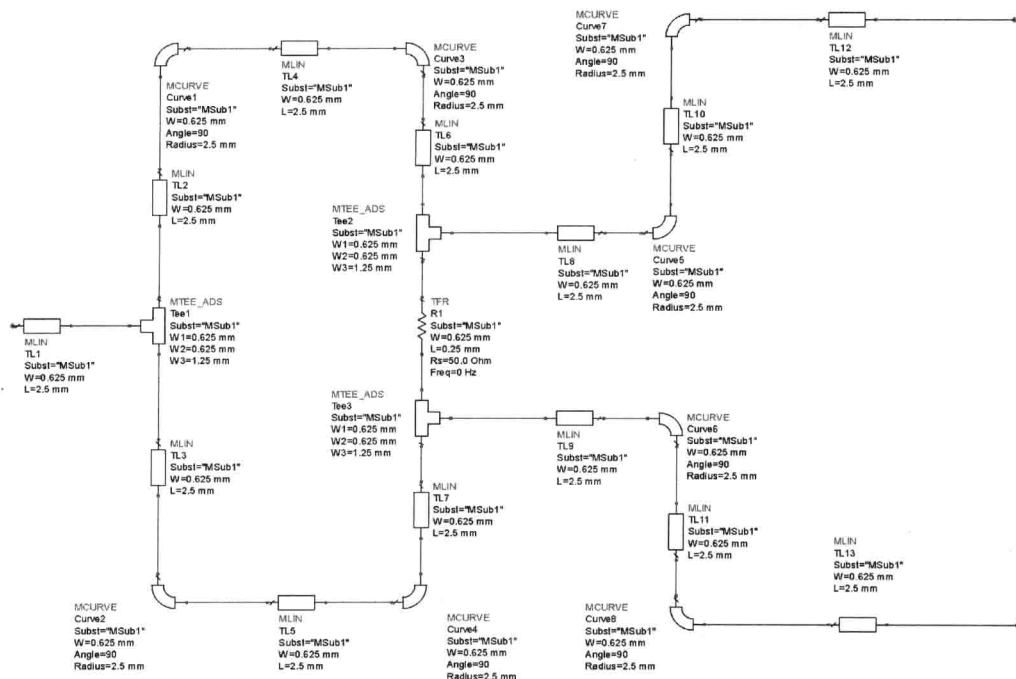 MCURVE
Curve7
Subst="MSub1"
W=0.625 mm
Angle=90
Radius=2.5 mm
MLIN
TL12
Subst="MSub1"
W=0.625 mm
L=2.5 mm
MCURVE
Curve1
Subst="MSub1"
W=0.625 mm
Angle=90
Radius=2.5 mm
MLIN
TL4
Subst="MSub1"
W=0.625 mm
L=2.5 mm
MCURVE
Curve3
Subst="MSub1"
W=0.625 mm
Angle=90
Radius=2.5 mm
MLIN
TL6
Subst="MSub1"
W=0.625 mm
L=2.5 mm
MLIN
TL10
Subst="MSub1"
W=0.625 mm
L=2.5 mm
MLIN
TL2
Subst="MSub1"
W=0.625 mm
L=2.5 mm
MTEE_ADS
Tee2
Subst="MSub1"
W1=0.625 mm
W2=0.625 mm
W3=1.25 mm
MLIN
TL8
Subst="MSub1"
W=0.625 mm
L=2.5 mm
MCURVE
Curve5
Subst="MSub1"
W=0.625 mm
Angle=90
Radius=2.5 mm
MLIN
TL1
Subst="MSub1"
W=0.625 mm
L=2.5 mm
MTEE_ADS
Tee1
Subst="MSub1"
W1=0.625 mm
W2=0.625 mm
W3=1.25 mm
TFR
R1
Subst="MSub1"
W=0.625 mm
L=0.25 mm
Rs=50.0 Ohm
Freq=0 Hz
MTEE_ADS
Tee3
Subst="MSub1"
W1=0.625 mm
W2=0.625 mm
W3=1.25 mm
MLIN
TL9
Subst="MSub1"
W=0.625 mm
L=2.5 mm
MCURVE
Curve6
Subst="MSub1"
W=0.625 mm
Angle=90
Radius=2.5 mm
MLIN
TL3
Subst="MSub1"
W=0.625 mm
L=2.5 mm
MLIN
TL7
Subst="MSub1"
W=0.625 mm
L=2.5 mm
MLIN
TL11
Subst="MSub1"
W=0.625 mm
L=2.5 mm
MLIN
TL13
Subst="MSub1"
W=0.625 mm
L=2.5 mm
MCURVE
Curve2
Subst="MSub1"
W=0.625 mm
Angle=90
Radius=2.5 mm
MLIN
TL5
Subst="MSub1"
W=0.625 mm
L=2.5 mm
MCURVE
Curve4
Subst="MSub1"
W=0.625 mm
Angle=90
Radius=2.5 mm
MCURVE
Curve8
Subst="MSub1"
W=0.625 mm
Angle=90
Radius=2.5 mm